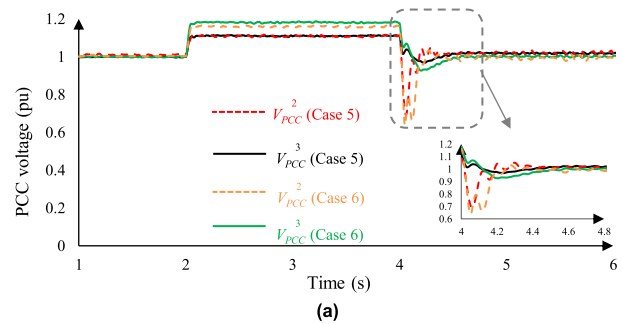 1.2
1
0.8
0.6
0.4
0.2
0
PCC voltage (pu)
V_PCC^2 (Case 5)
V_PCC^3 (Case 5)
V_PCC^2 (Case 6)
V_PCC^3 (Case 6)
1.2
1.1
1
0.9
0.8
0.7
0.6
4 4.2 4.4 4.6 4.8
1 2 3 4 5 6
Time (s)
(a)